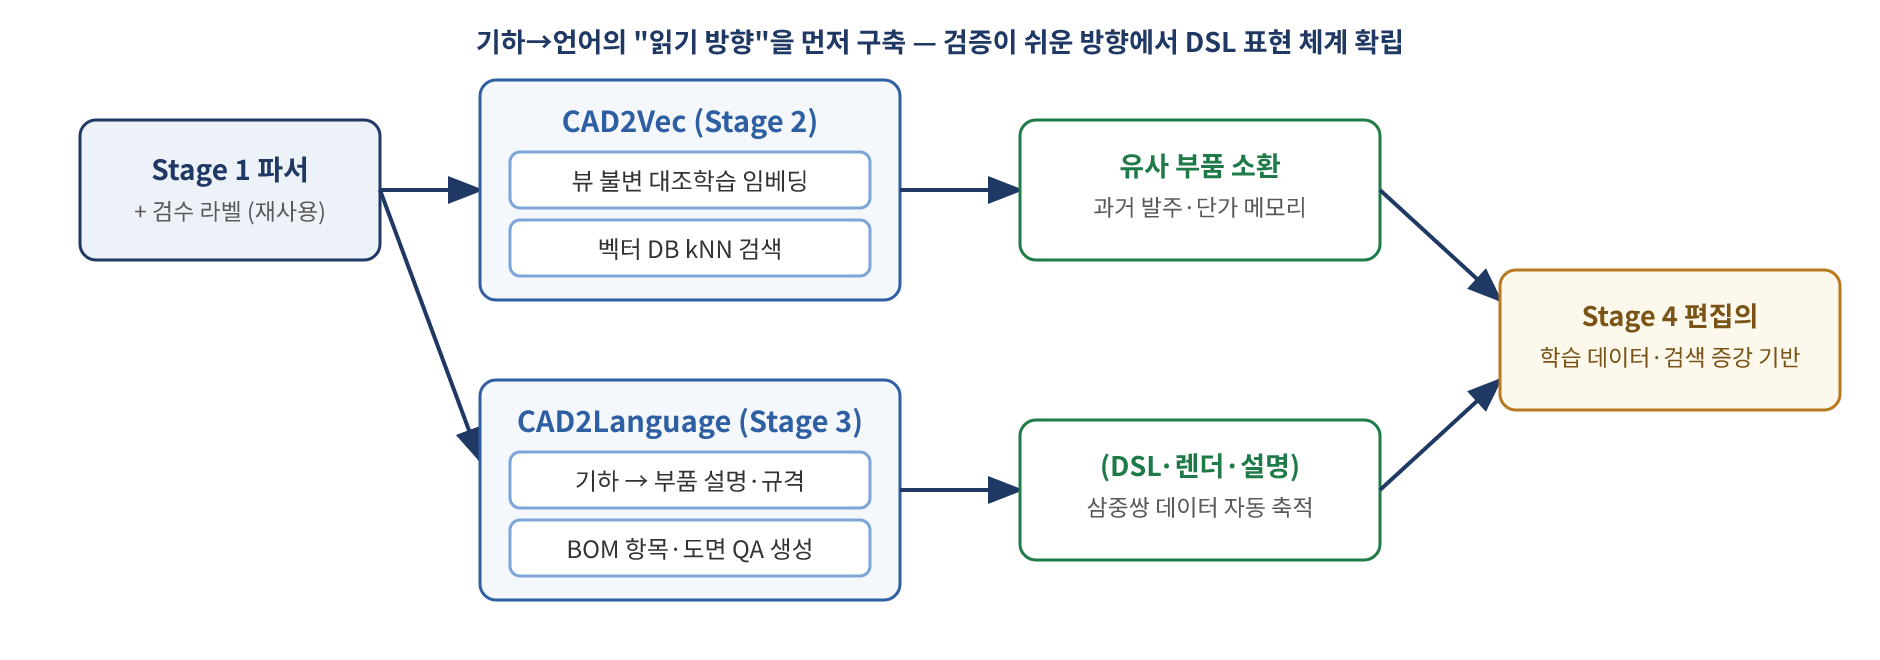 기하→언어의 "읽기 방향"을 먼저 구축 — 검증이 쉬운 방향에서 DSL 표현 체계 확립
Stage 1 파서
+ 검수 라벨 (재사용)
CAD2Vec (Stage 2)
뷰 불변 대조학습 임베딩
벡터 DB kNN 검색
유사 부품 소환
과거 발주·단가 메모리
CAD2Language (Stage 3)
기하 → 부품 설명·규격
BOM 항목·도면 QA 생성
(DSL·렌더·설명)
삼중쌍 데이터 자동 축적
Stage 4 편집의
학습 데이터·검색 증강 기반